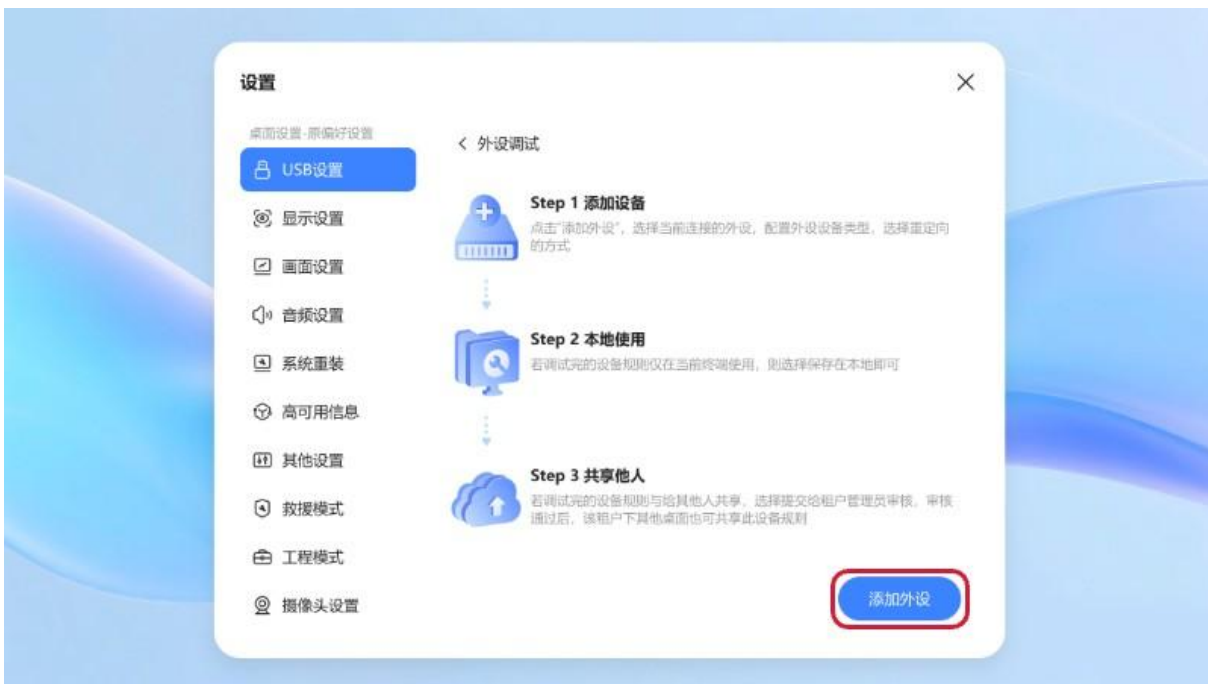 设置
桌面设置-原偏好设置
USB设置
显示设置
画面设置
音频设置
系统重装
高可用信息
其他设置
救援模式
工程模式
摄像头设置
外设调试
Step 1 添加设备
点击“添加外设”，选择当前连接的外设，配置外设设备类型，选择重定向
的方式
Step 2 本地使用
若调试完的设备规则仅在当前终端使用，则选择保存在本地即可
Step 3 共享他人
若调试完的设备规则与给其他人共享，选择提交给租户管理员审核，审核
通过后，该租户下其他桌面也可共享此设备规则
添加外设